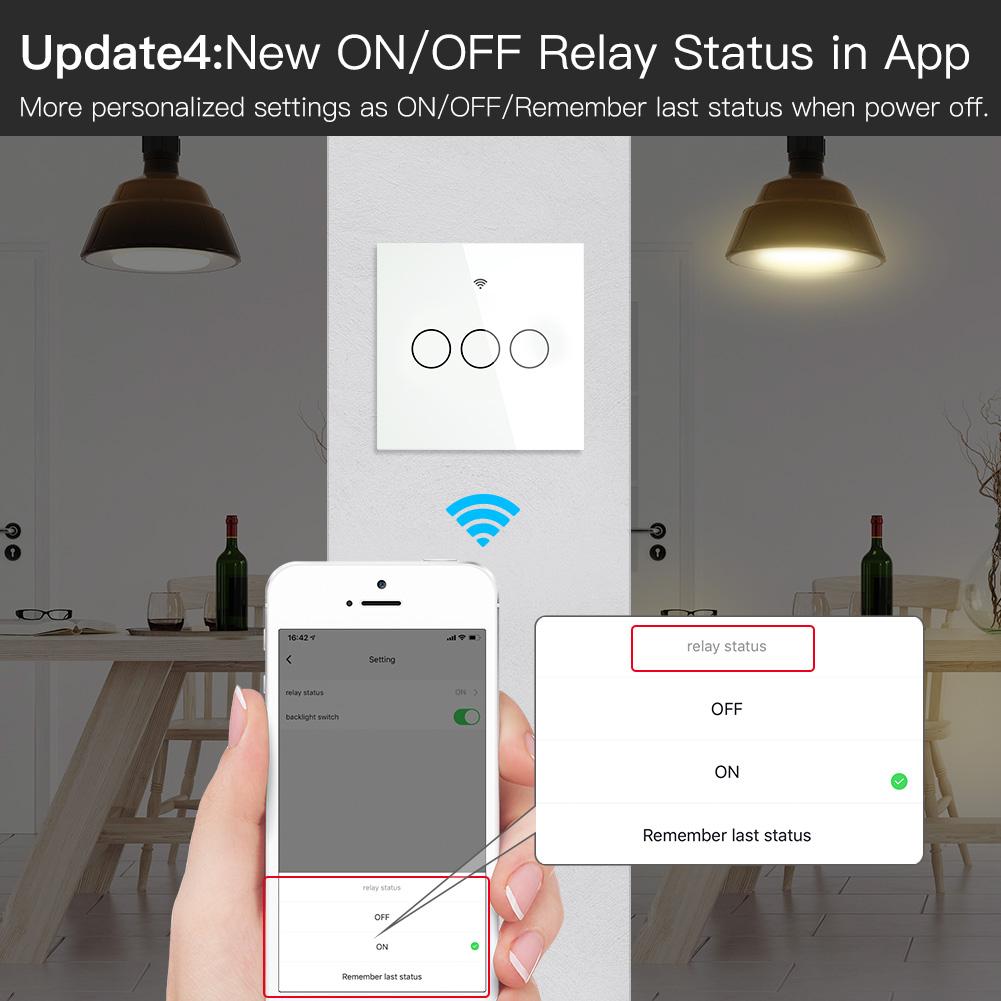 Update4:New ON/OFF Relay Status in App
More personalized settings as ON/OFF/Remember last status when power off.
16:42
Setting
relay status ON
backlight switch
relay status
OFF
ON
Remember last status
relay status
OFF
ON
Remember last status